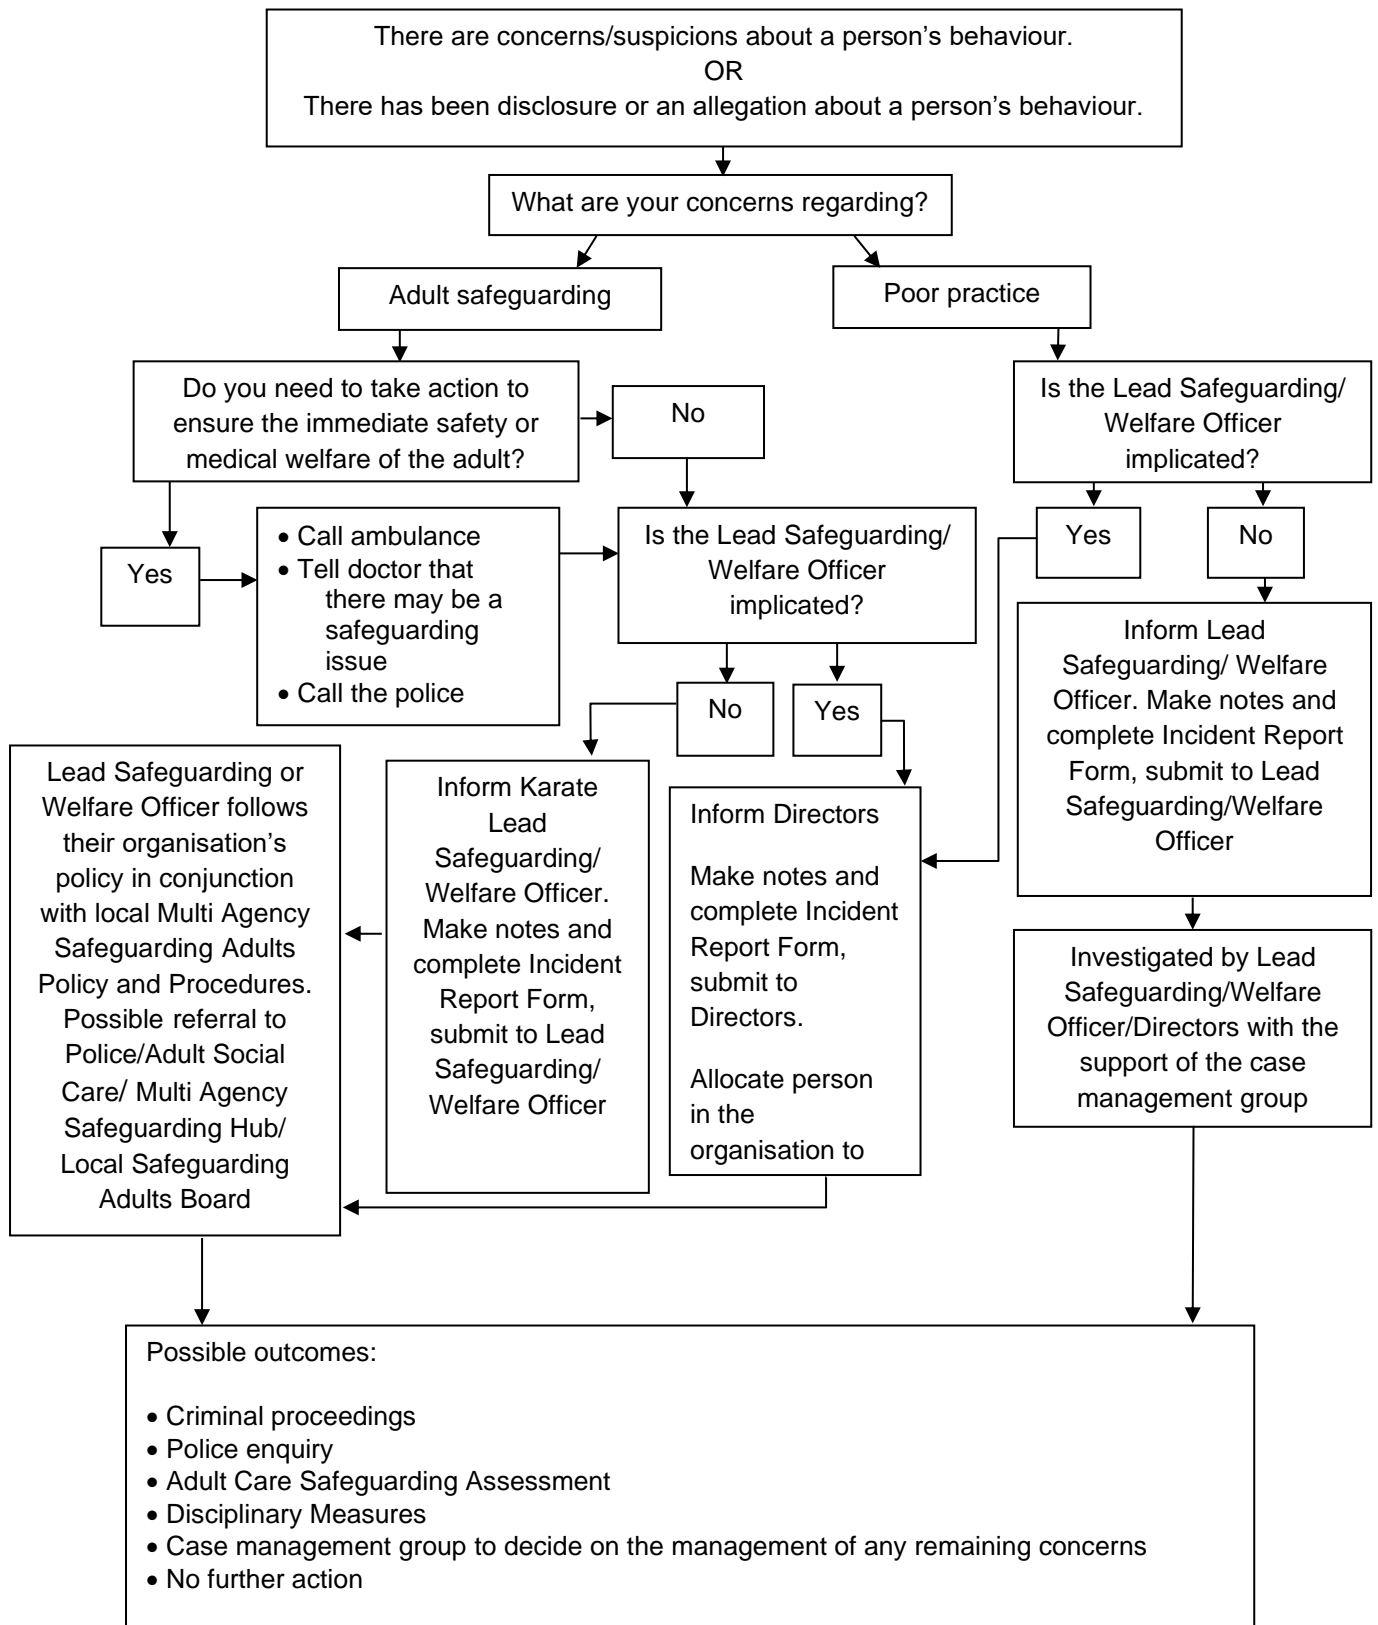 There are concerns/suspicions about a person’s behaviour.
OR
There has been disclosure or an allegation about a person’s behaviour.
What are your concerns regarding?
Adult safeguarding
Poor practice
Do you need to take action to
ensure the immediate safety or
medical welfare of the adult?
No
Is the Lead Safeguarding/
Welfare Officer
implicated?
Yes
No
Yes
• Call ambulance
• Tell doctor that
there may be a
safeguarding
issue
• Call the police
Is the Lead Safeguarding/
Welfare Officer
implicated?
No
Yes
Inform Lead
Safeguarding/ Welfare
Officer. Make notes and
complete Incident Report
Form, submit to Lead
Safeguarding/Welfare
Officer
Lead Safeguarding or
Welfare Officer follows
their organisation’s
policy in conjunction
with local Multi Agency
Safeguarding Adults
Policy and Procedures.
Possible referral to
Police/Adult Social
Care/ Multi Agency
Safeguarding Hub/
Local Safeguarding
Adults Board
Inform Karate
Lead
Safeguarding/
Welfare Officer.
Make notes and
complete Incident
Report Form,
submit to Lead
Safeguarding/
Welfare Officer
Inform Directors
Make notes and
complete Incident
Report Form,
submit to
Directors.
Allocate person
in the
organisation to
Investigated by Lead
Safeguarding/Welfare
Officer/Directors with the
support of the case
management group
Possible outcomes:
• Criminal proceedings
• Police enquiry
• Adult Care Safeguarding Assessment
• Disciplinary Measures
• Case management group to decide on the management of any remaining concerns
• No further action